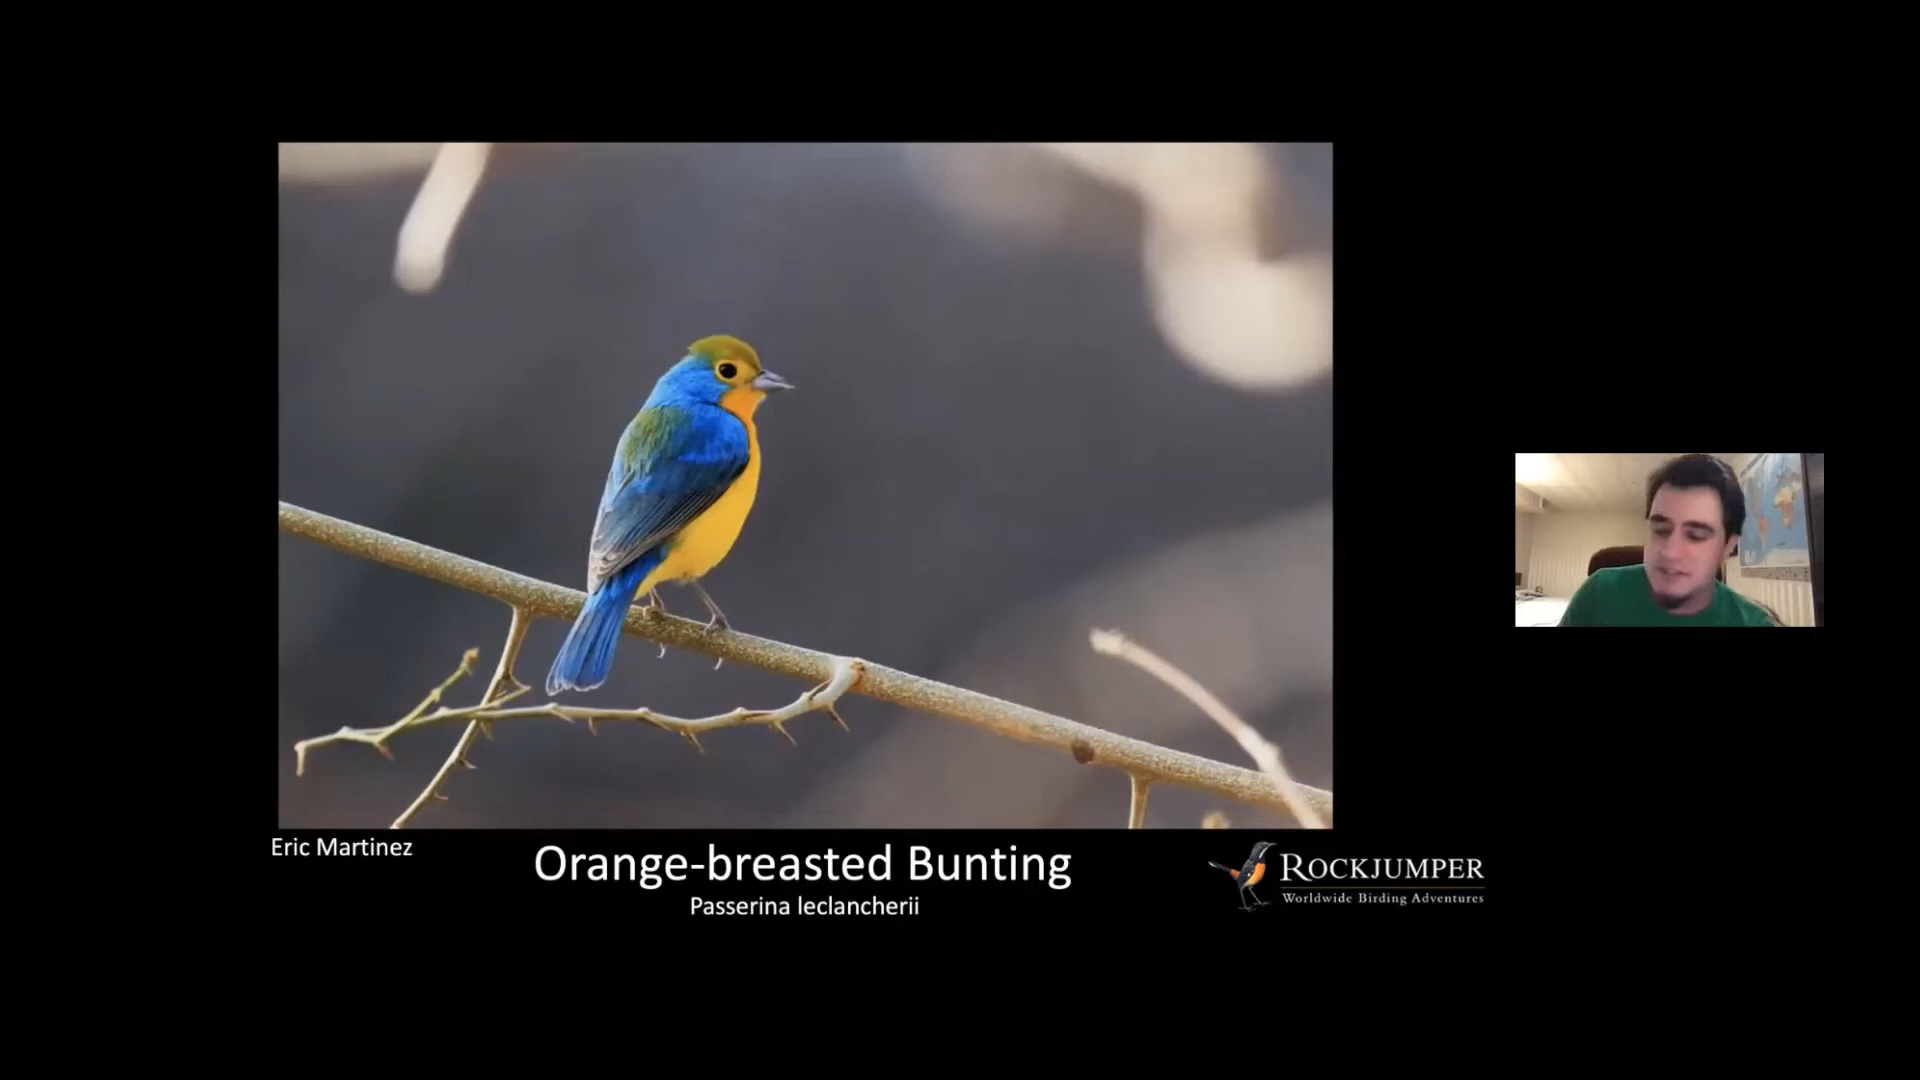 Eric Martinez
Orange-breasted Bunting
Passerina leclancherii
ROCKJUMPER
Worldwide Birding Adventures